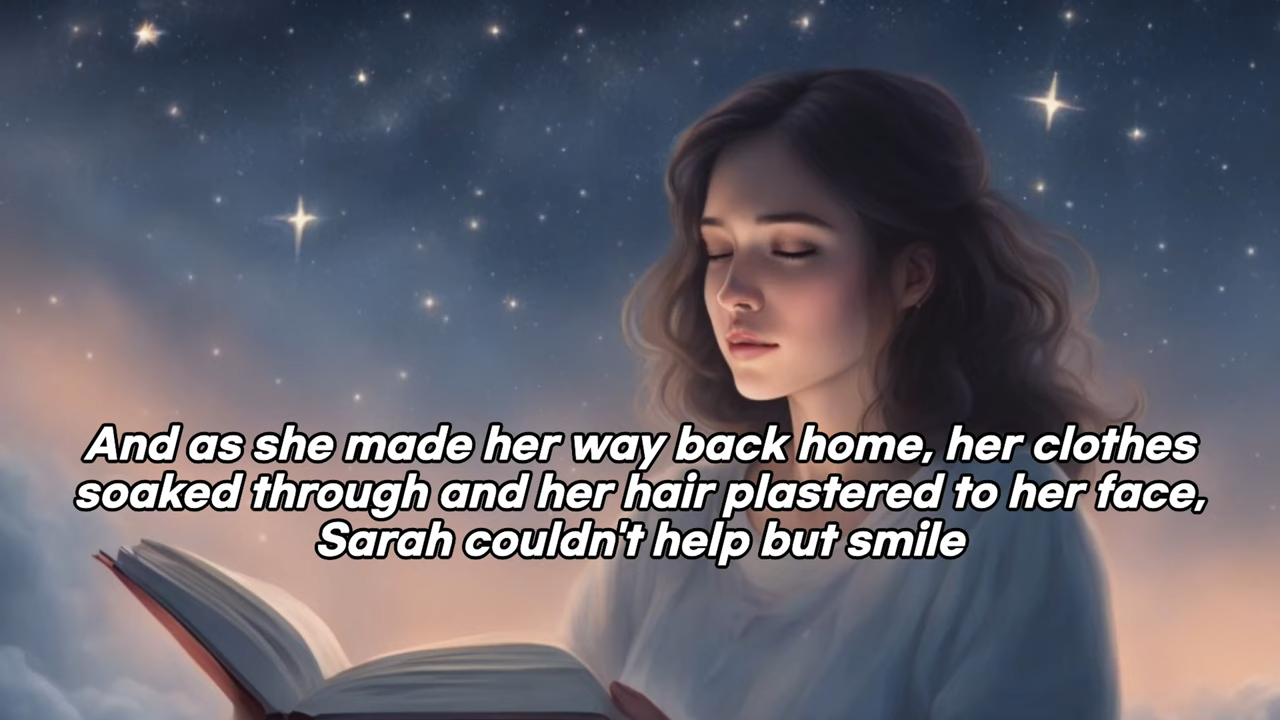 And as she made her way back home, her clothes
soaked through and her hair plastered to her face,
Sarah couldn't help but smile